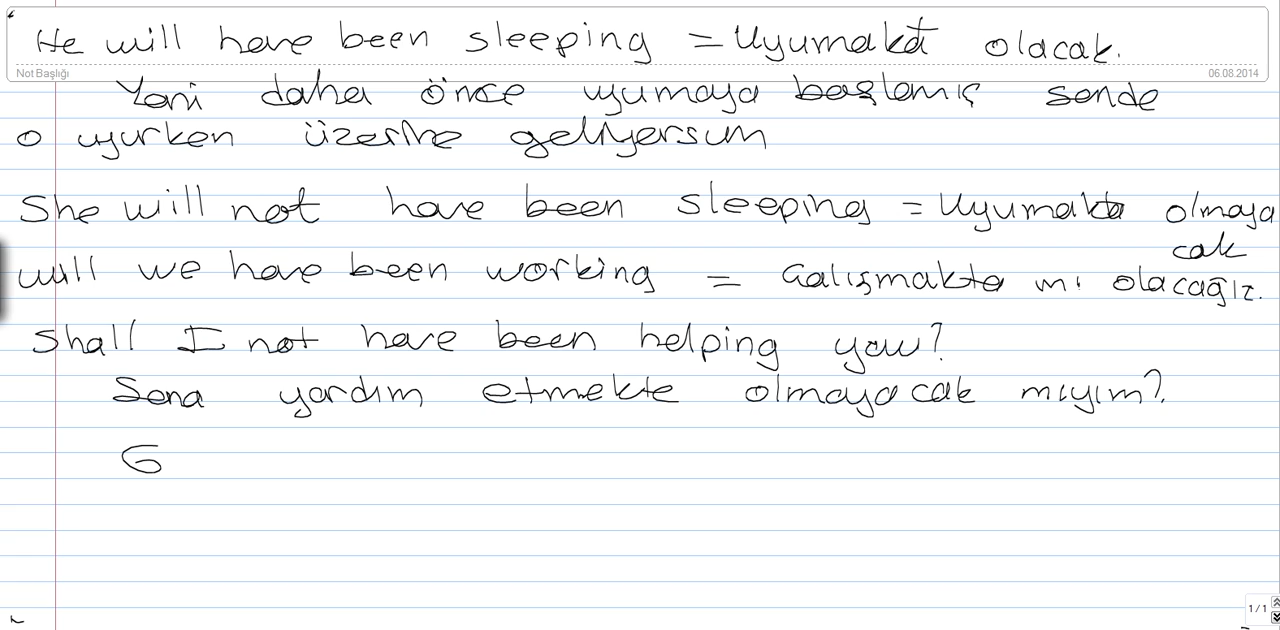 He will have been sleeping = Uyumakta olacak.
Not Başlığı 06.08.2014
Yani daha önce uyumaya başlamış sende
o uyurken üzerine geliyorsun
She will not have been sleeping = Uyumakta olmaya
cak
will we have been working = Çalışmakta mı olacağız.
Shall I not have been helping you?
Sana yardım etmekte olmayacak mıyım?
G
1/1